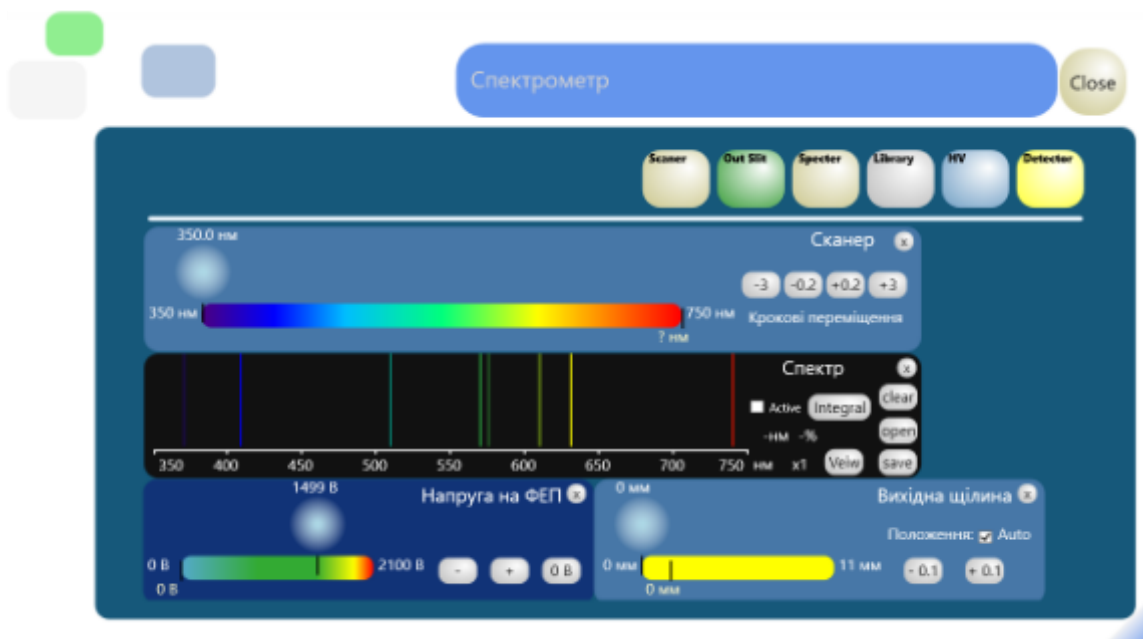 Спектрометр
Close
Scaner Out Slit Specter Library HV Detector
350.0 нм
Сканер x
-3 -0.2 +0.2 +3
350 нм 750 нм Крокові переміщення
? нм
Спектр x
Active Integral clear
-нм -% open
350 400 450 500 550 600 650 700 750 нм x1 Veiw save
1499 В Напруга на ФЕП x
0 В 2100 В - + 0 В
0 В
0 мм Вихідна щілина x
Положення: Auto
0 мм 11 мм - 0.1 + 0.1
0 мм